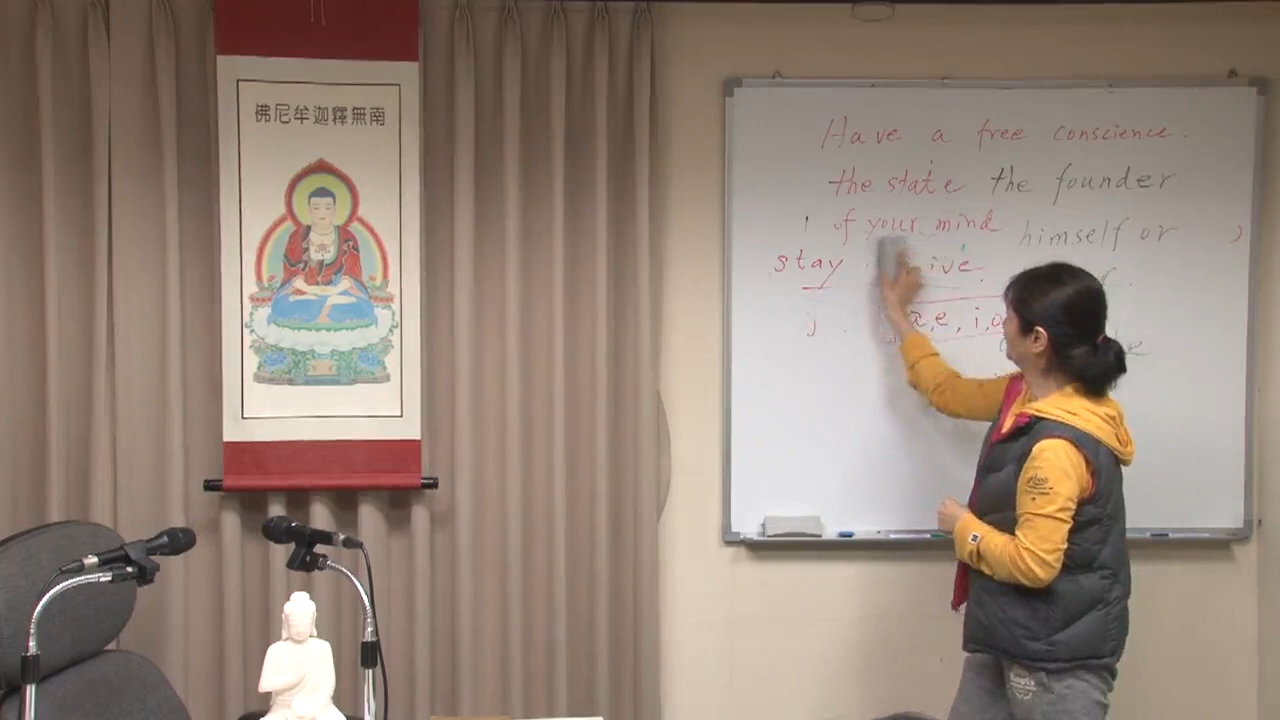 佛尼牟迦釋無南
Have a free conscience.
the state the founder
of your mind himself or
stay ive.
a, e, i, o